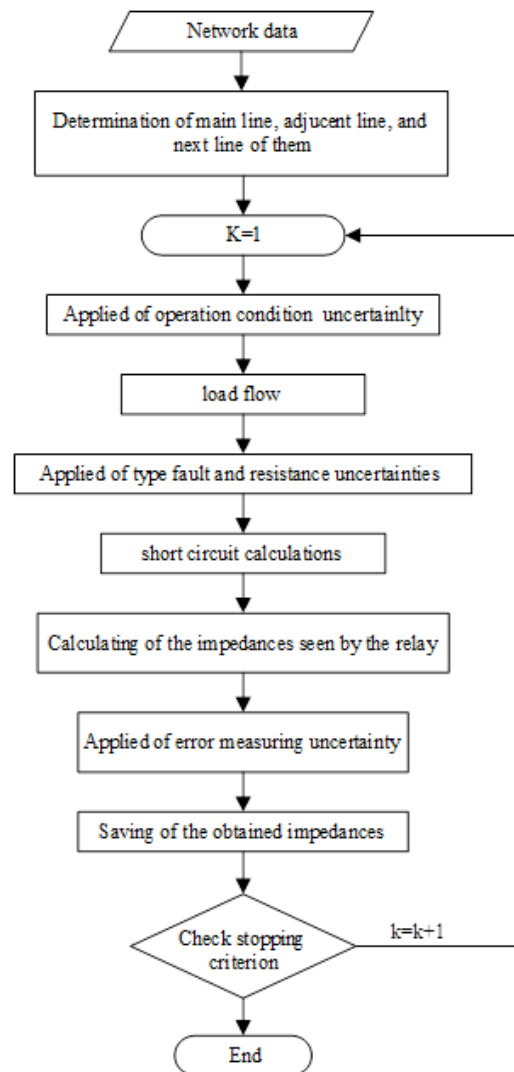 Network data
Determination of main line, adjucent line, and
next line of them
K=1
Applied of operation condition uncertainlty
load flow
Applied of type fault and resistance uncertainties
short circuit calculations
Calculating of the impedances seen by the relay
Applied of error measuring uncertainty
Saving of the obtained impedances
Check stopping
criterion
k=k+1
End